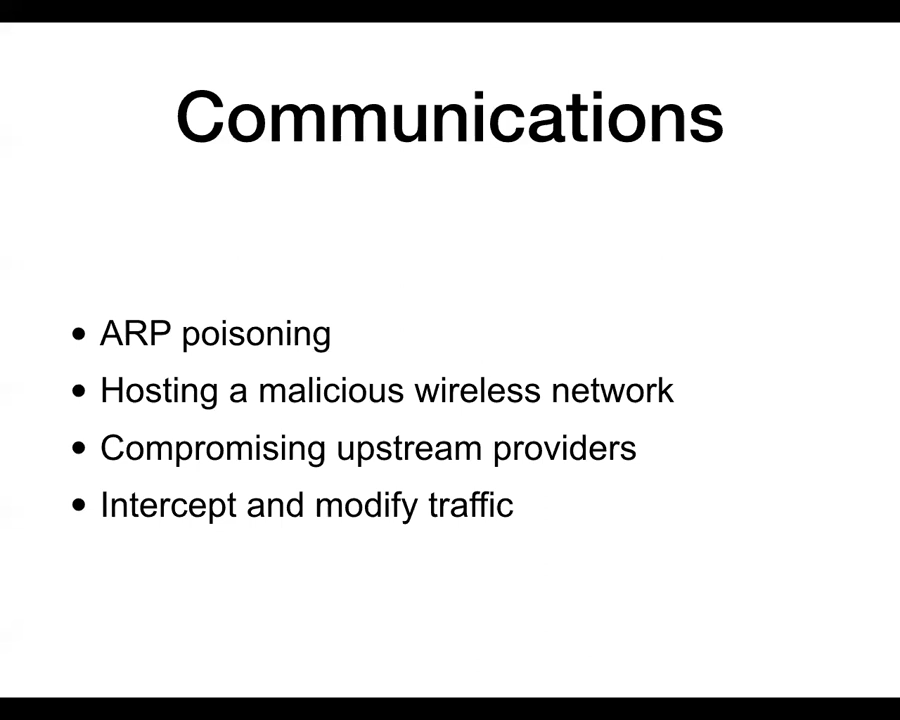 Communications
• ARP poisoning
• Hosting a malicious wireless network
• Compromising upstream providers
• Intercept and modify traffic